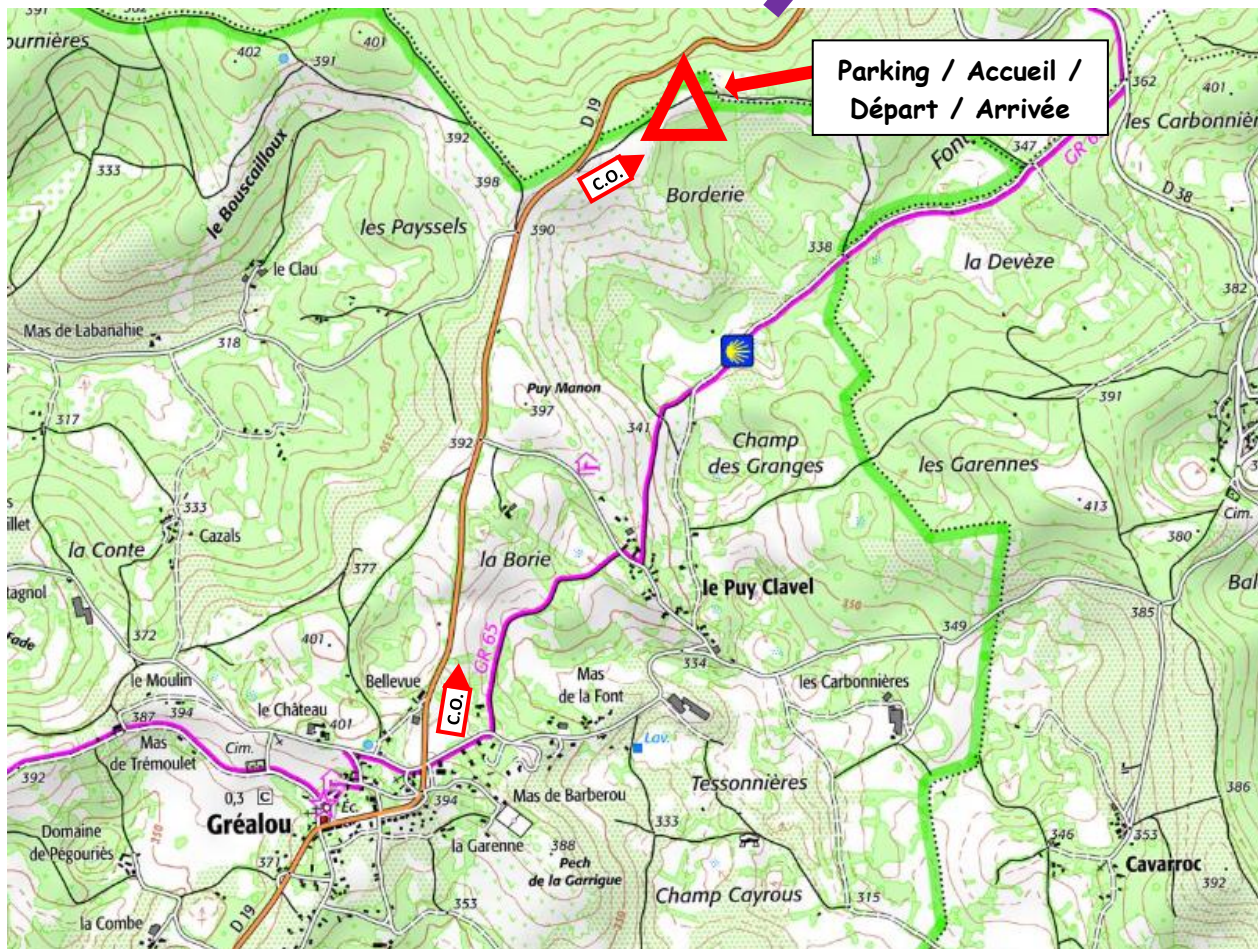 391
382
401
ournières
402
391
Parking / Accueil /
Départ / Arrivée
362
401
les Carbonnièr
D 19
392
333
le Bouscailloux
398
C.O.
Font
347
GR 6
D 38
Borderie
les Payssels
390
338
la Devèze
le Clau
382
Mas de Labanahie
318
Puy Manon
397
391
317
350
392
341
Champ
des Granges
les Garennes
413
333
Cim.
illet
la Conte
Cazals
380
la Borie
377
tagnol
le Puy Clavel
350
Bal
385
349
rade
372
401
GR 65
334
le Moulin
Bellevue
C.O.
Mas
de la Font
les Carbonnières
394
le Château
401
387
Mas
de Trémoulet
Cim.
Lav.
392
Tessonnières
386
0,3
C
Éc.
394
Mas de Barberou
Gréalou
333
Domaine
de Pégouriès
350
la Garenne
388
Pech
de la Garrigue
346
353
Cavarroc
371
392
Champ Cayrous
315
353
la Combe
D 19